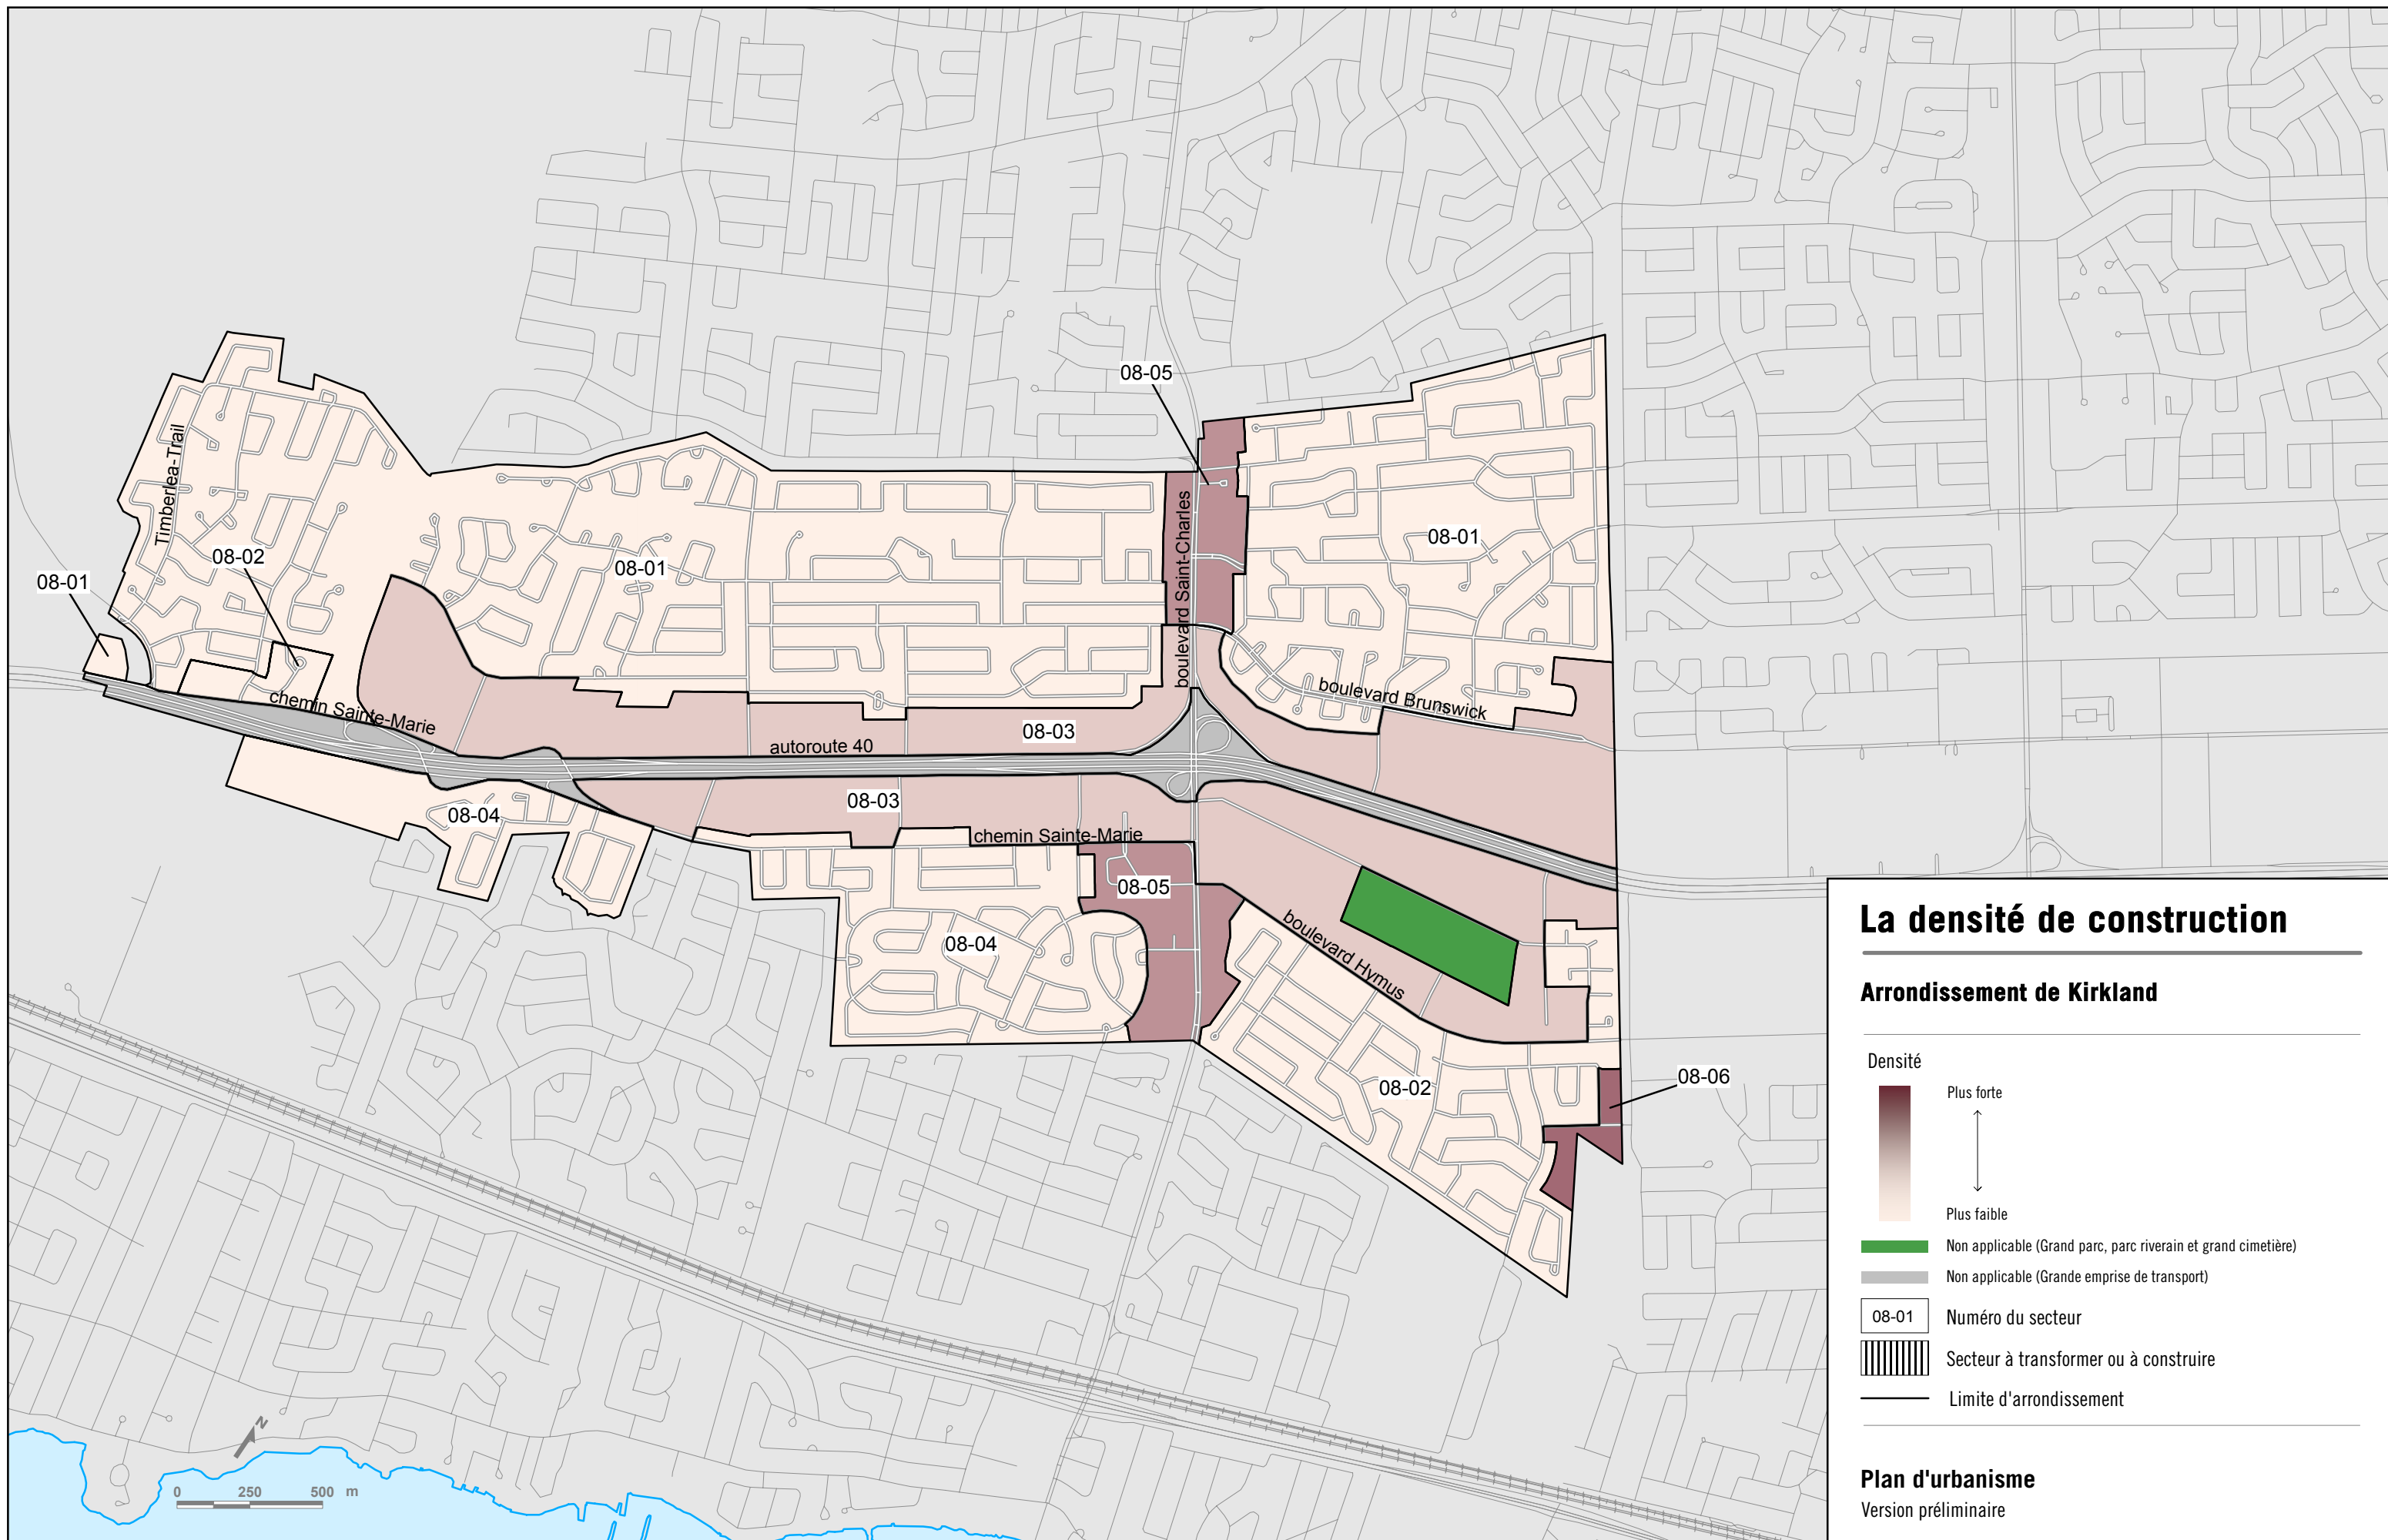 08-05
Timberlea-Trail
08-02
08-01
08-01
boulevard Saint-Charles
08-01
chemin Sainte-Marie
boulevard Brunswick
08-03
autoroute 40
08-03
08-04
chemin Sainte-Marie
08-05
08-04
boulevard Hymus
08-02
08-06
N
0 250 500 m
La densité de construction
Arrondissement de Kirkland
Densité
Plus forte
Plus faible
Non applicable (Grand parc, parc riverain et grand cimetière)
Non applicable (Grande emprise de transport)
08-01 Numéro du secteur
Secteur à transformer ou à construire
Limite d'arrondissement
Plan d'urbanisme
Version préliminaire